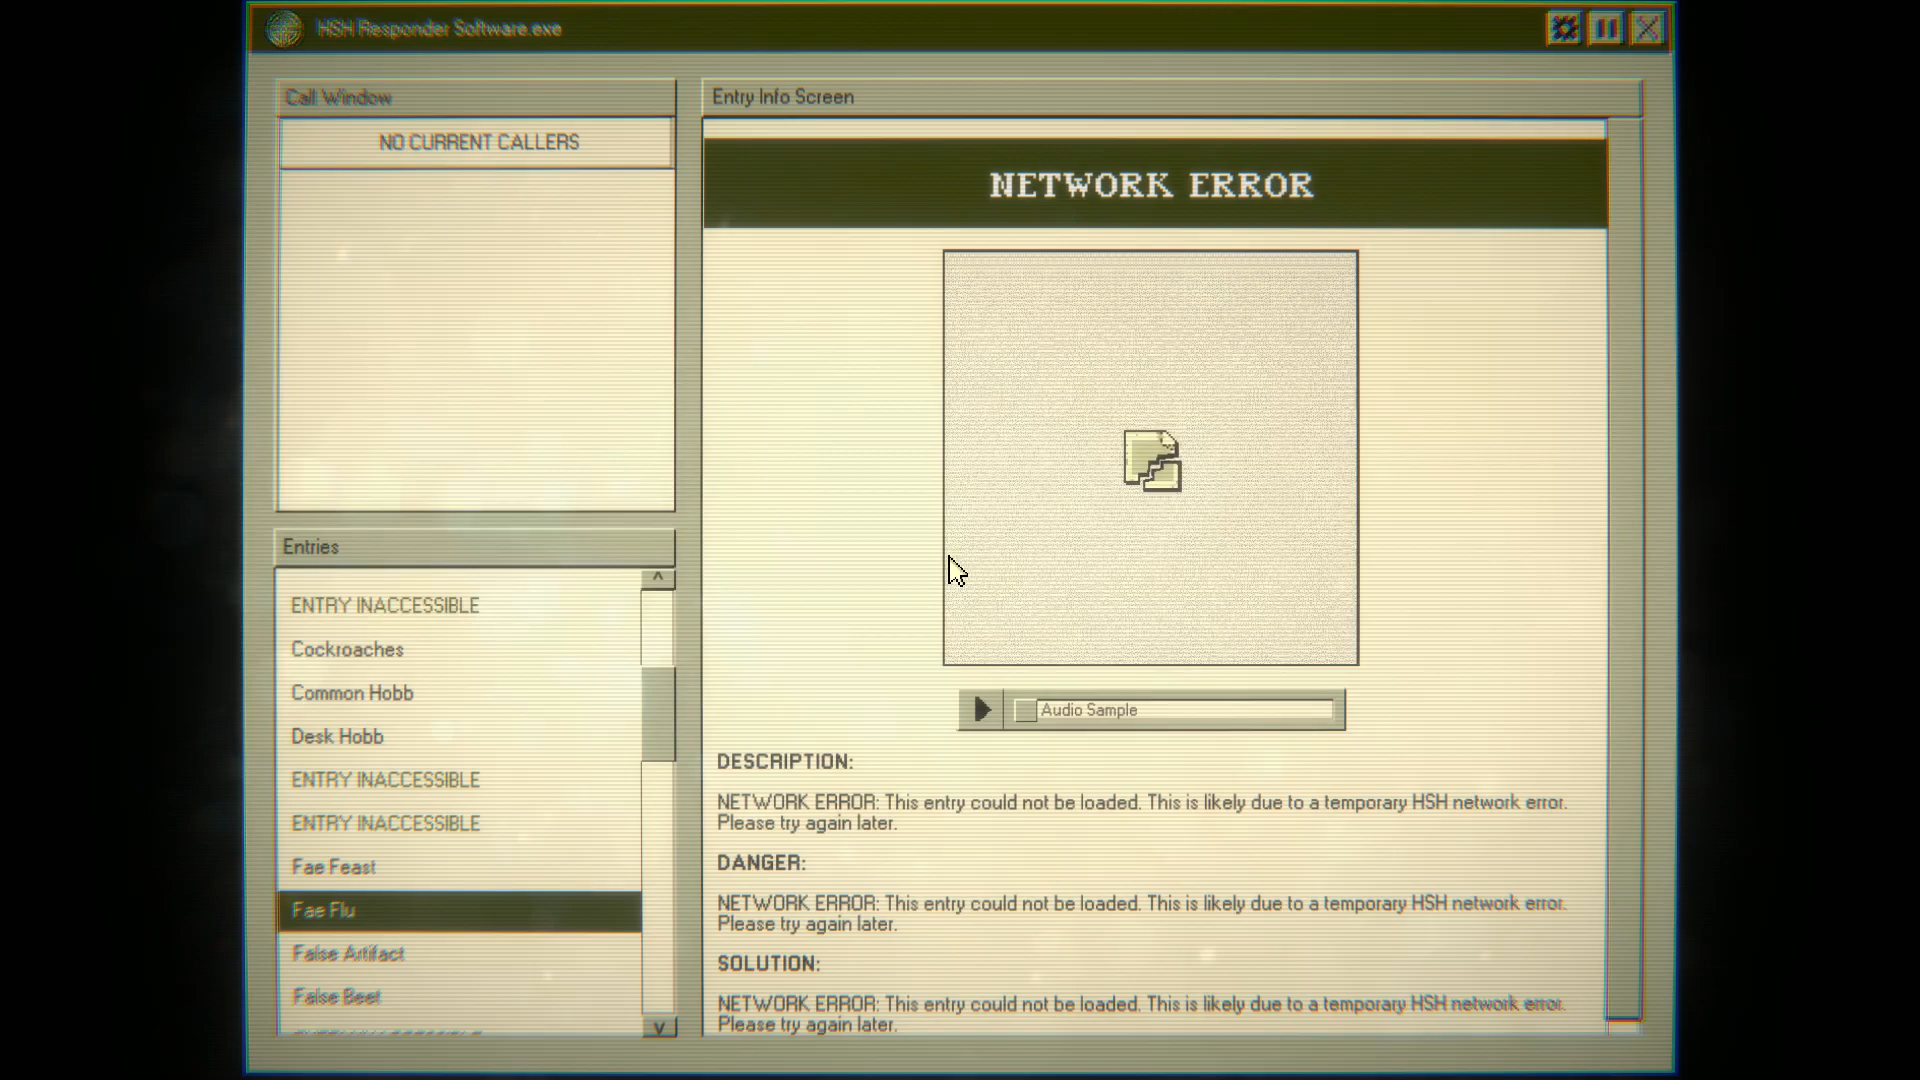 HSH Responder Software.exe
Call Window
NO CURRENT CALLERS
Entries
^
ENTRY INACCESSIBLE
Cockroaches
Common Hobb
Desk Hobb
ENTRY INACCESSIBLE
ENTRY INACCESSIBLE
Fae Feast
Fae Flu
False Artifact
False Beet
v
Entry Info Screen
NETWORK ERROR
Audio Sample
DESCRIPTION:
NETWORK ERROR: This entry could not be loaded. This is likely due to a temporary HSH network error.
Please try again later.
DANGER:
NETWORK ERROR: This entry could not be loaded. This is likely due to a temporary HSH network error.
Please try again later.
SOLUTION:
NETWORK ERROR: This entry could not be loaded. This is likely due to a temporary HSH network error.
Please try again later.